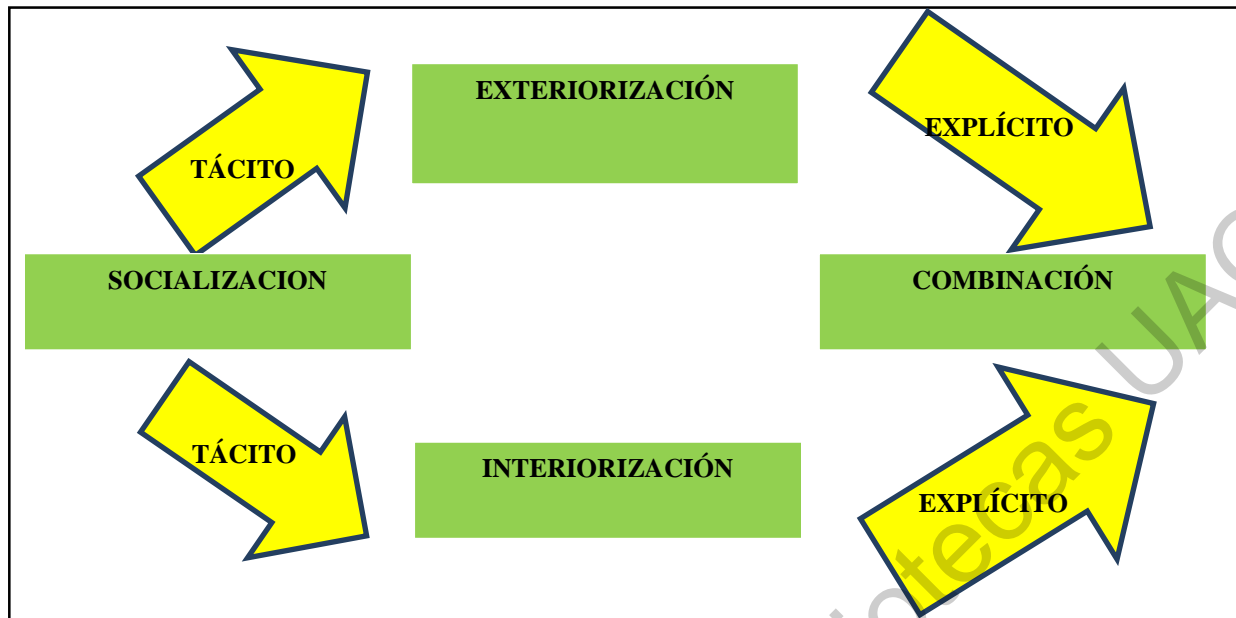 EXTERIORIZACIÓN
EXPLÍCITO
TÁCITO
SOCIALIZACION
COMBINACIÓN
TÁCITO
INTERIORIZACIÓN
EXPLÍCITO